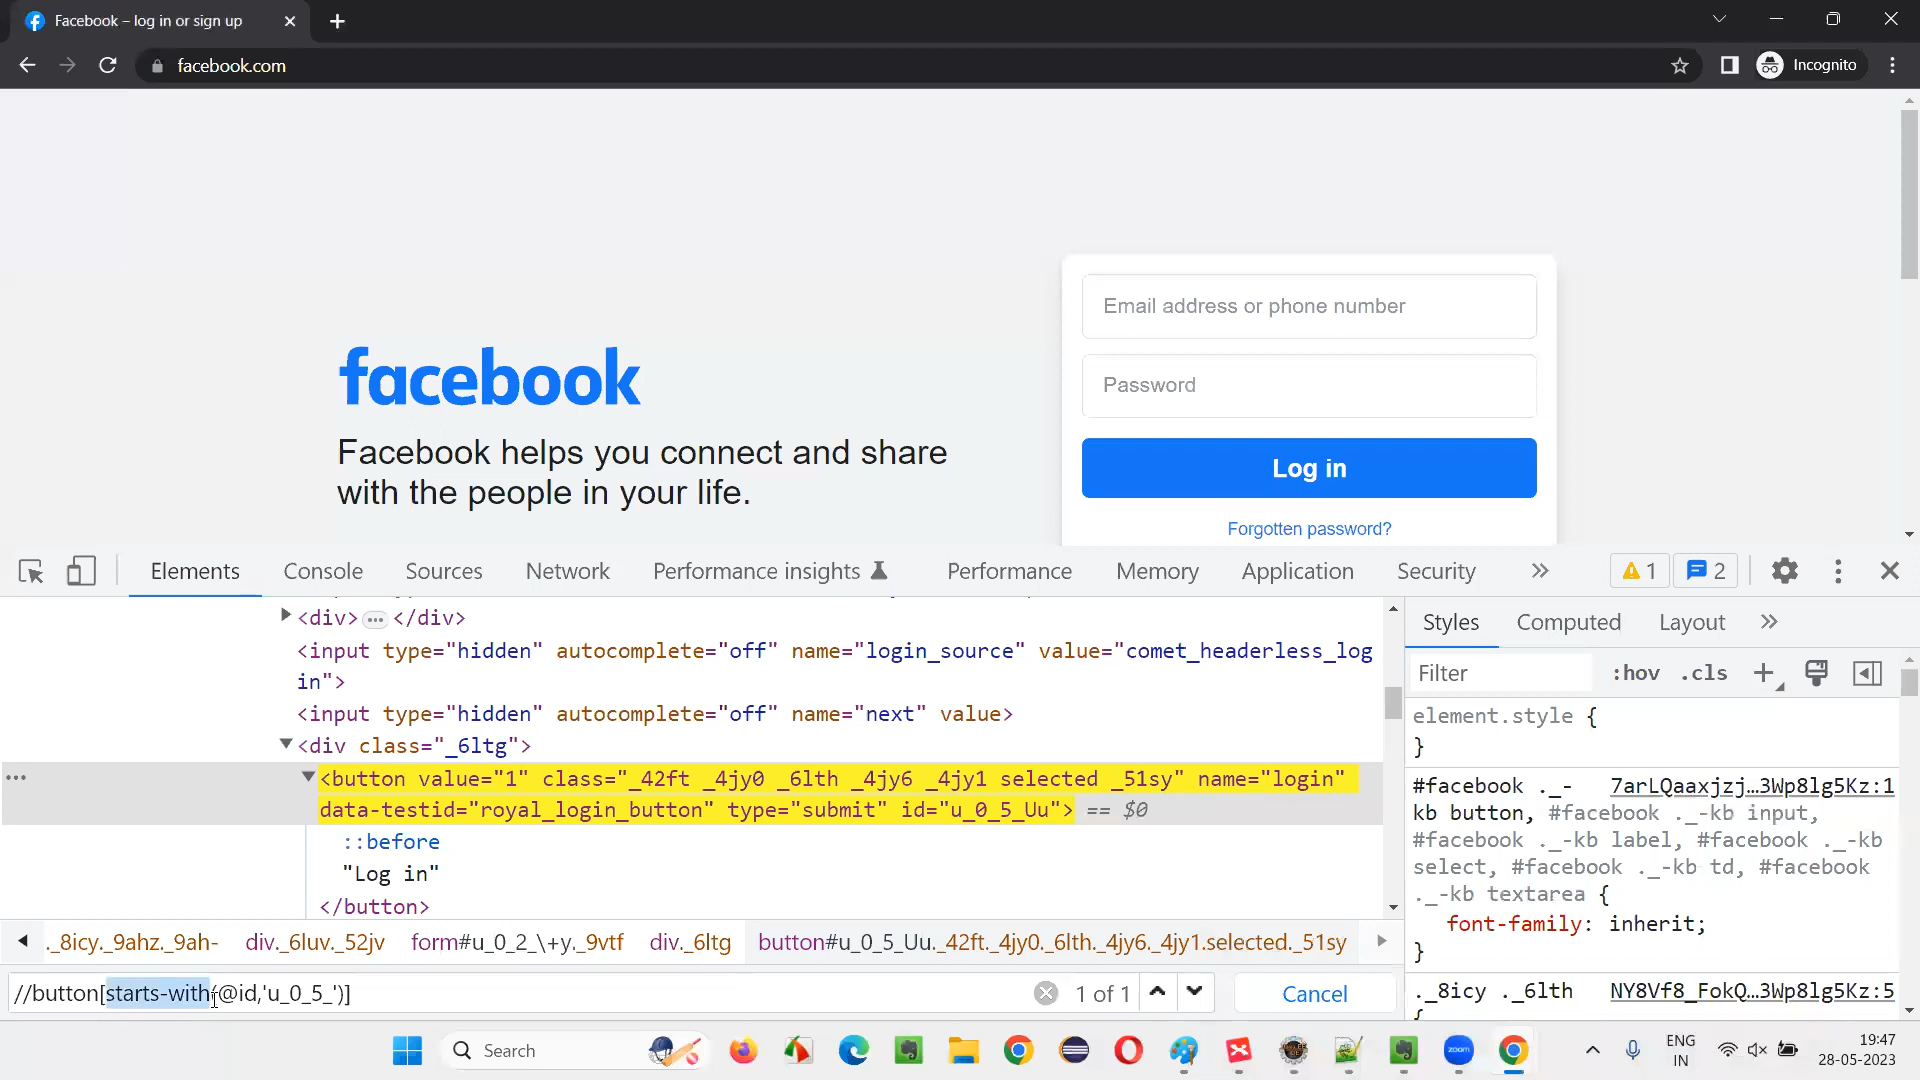 Facebook – log in or sign up
facebook.com
Incognito
Email address or phone number
facebook
Password
Facebook helps you connect and share
with the people in your life.
Log in
Forgotten password?
Elements
Console
Sources
Network
Performance insights
Performance
Memory
Application
Security
1
2
<div> ... </div>
<input type="hidden" autocomplete="off" name="login_source" value="comet_headerless_log
in">
<input type="hidden" autocomplete="off" name="next" value>
<div class="_6ltg">
<button value="1" class="_42ft _4jy0 _6lth _4jy6 _4jy1 selected _51sy" name="login"
data-testid="royal_login_button" type="submit" id="u_0_5_Uu"> == $0
::before
"Log in"
</button>
._8icy._9ahz._9ah- div._6luv._52jv form#u_0_2_\+y._9vtf div._6ltg button#u_0_5_Uu._42ft._4jy0._6lth._4jy6._4jy1.selected._51sy
//button[starts-with(@id,'u_0_5_')]
1 of 1
Cancel
Styles
Computed
Layout
Filter
:hov
.cls
element.style {
}
#facebook ._- 7arLQaaxjzj…3Wp8lg5Kz:1
kb button, #facebook ._-kb input,
#facebook ._-kb label, #facebook ._-kb
select, #facebook ._-kb td, #facebook
._-kb textarea {
font-family: inherit;
}
._8icy ._6lth NY8Vf8_FokQ…3Wp8lg5Kz:5
{
Search
zoom
ENG
IN
19:47
28-05-2023